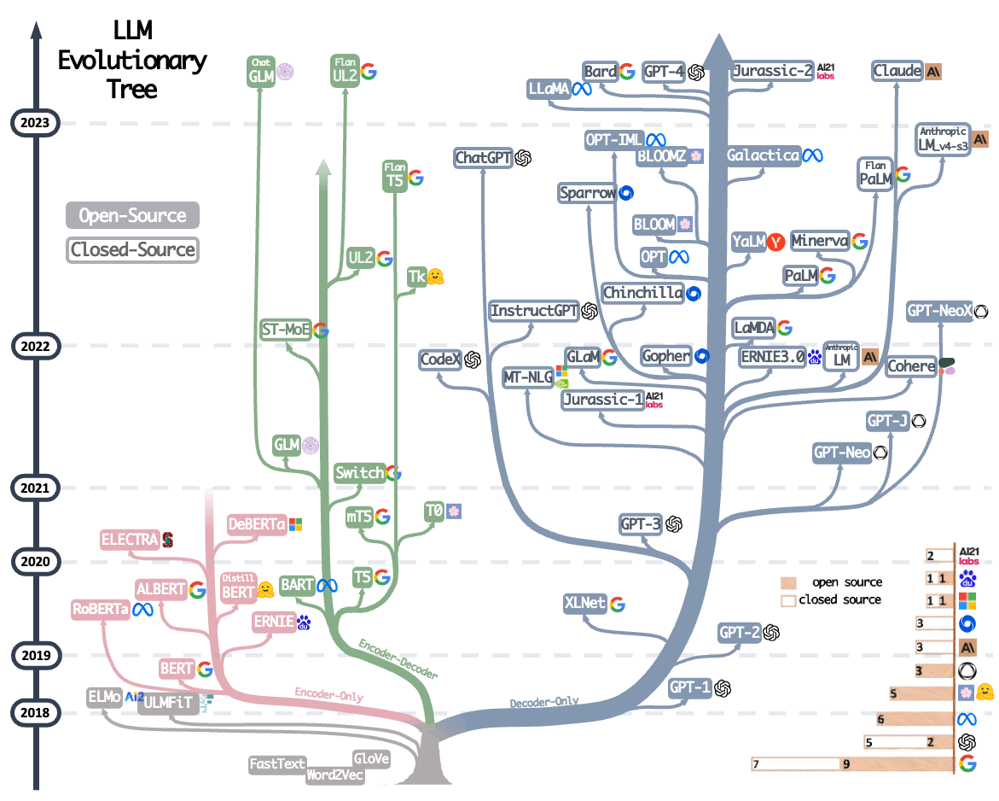 LLM
Evolutionary
Tree
2023
2022
2021
2020
2019
2018
Open-Source
Closed-Source
Chat
GLM
Flan
UL2
Flan
T5
UL2
Tk
ST-MoE
GLM
Switch
mT5
T0
T5
BART
Encoder-Decoder
DeBERTa
ELECTRA
ALBERT
Distill
BERT
RoBERTa
ERNIE
BERT
Encoder-Only
ELMo
Ai2
ULMFiT
FastText
Word2Vec
GloVe
Decoder-Only
LLaMA
Bard
GPT-4
Jurassic-2
AI21
labs
Claude
A\
OPT-IML
BLOOMZ
ChatGPT
Galactica
Anthropic
LM_v4-s3
A\
Flan
PaLM
Sparrow
BLOOM
OPT
YaLM
Y
Minerva
PaLM
Chinchilla
InstructGPT
GPT-NeoX
LaMDA
CodeX
GLaM
Gopher
ERNIE3.0
du
Anthropic
LM
A\
Cohere
MT-NLG
Jurassic-1
AI21
labs
GPT-J
GPT-Neo
GPT-3
XLNet
GPT-2
GPT-1
open source
closed source
2
AI21
labs
1 1
du
1 1
3
3
A\
3
5
6
5 2
7 9